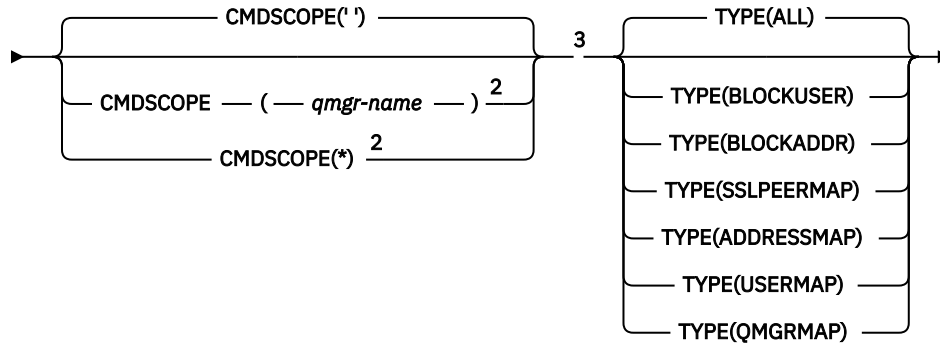 CMDSCOPE(' ')
CMDSCOPE ( qmgr-name ) 2
CMDSCOPE(*) 2
3
TYPE(ALL)
TYPE(BLOCKUSER)
TYPE(BLOCKADDR)
TYPE(SSLPEERMAP)
TYPE(ADDRESSMAP)
TYPE(USERMAP)
TYPE(QMGRMAP)